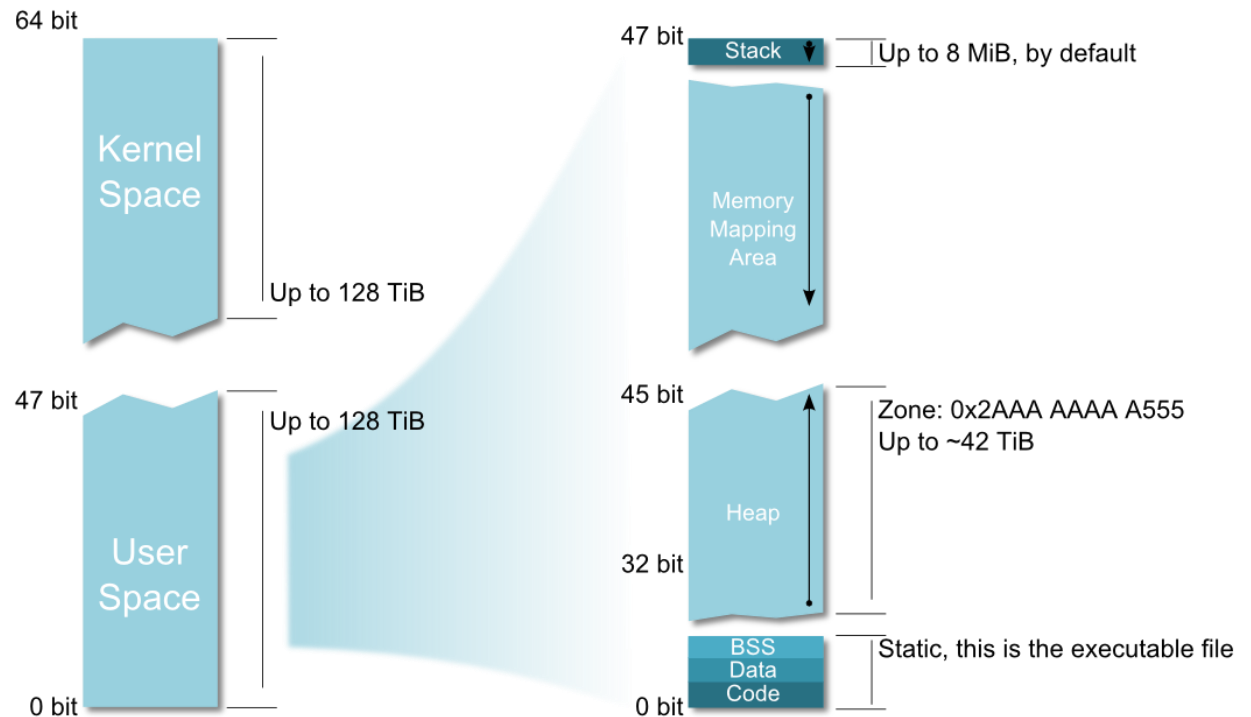 64 bit
Kernel
Space
Up to 128 TiB
47 bit
Up to 128 TiB
User
Space
0 bit
47 bit
Stack
Up to 8 MiB, by default
Memory
Mapping
Area
45 bit
Zone: 0x2AAA AAAA A555
Up to ~42 TiB
Heap
32 bit
BSS
Static, this is the executable file
Data
Code
0 bit